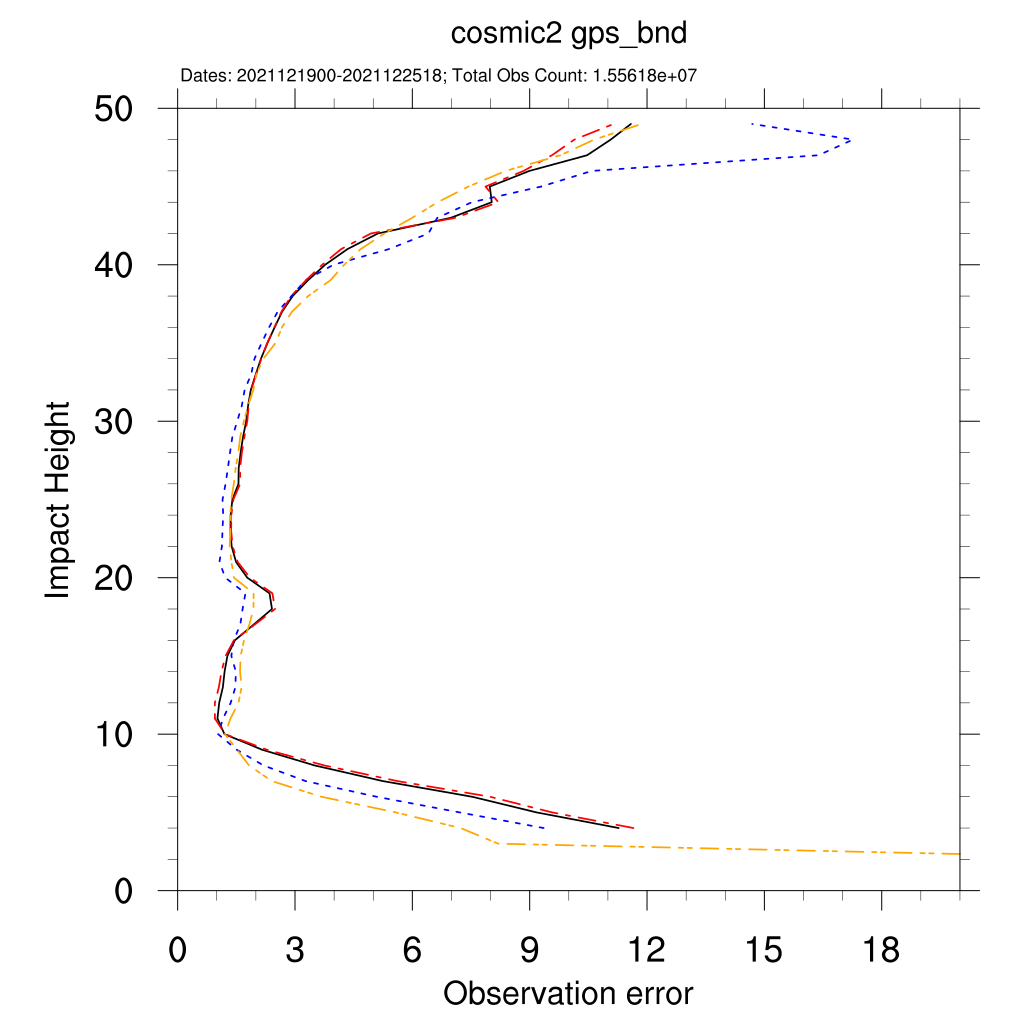 cosmic2 gps_bnd
Dates: 2021121900-2021122518; Total Obs Count: 1.55618e+07
50
40
30
20
10
0
Impact Height
0 3 6 9 12 15 18
Observation error